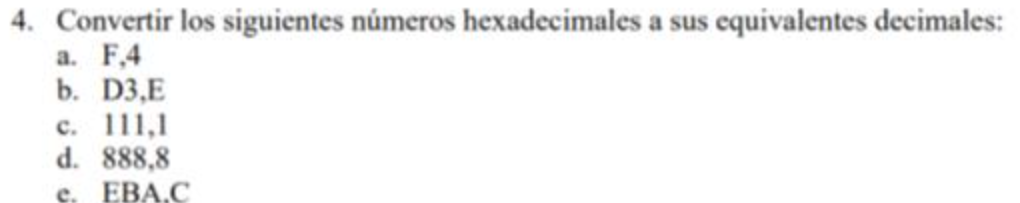 4. Convertir los siguientes números hexadecimales a sus equivalentes decimales:
a. F,4
b. D3,E
c. 111,1
d. 888,8
e. EBA,C